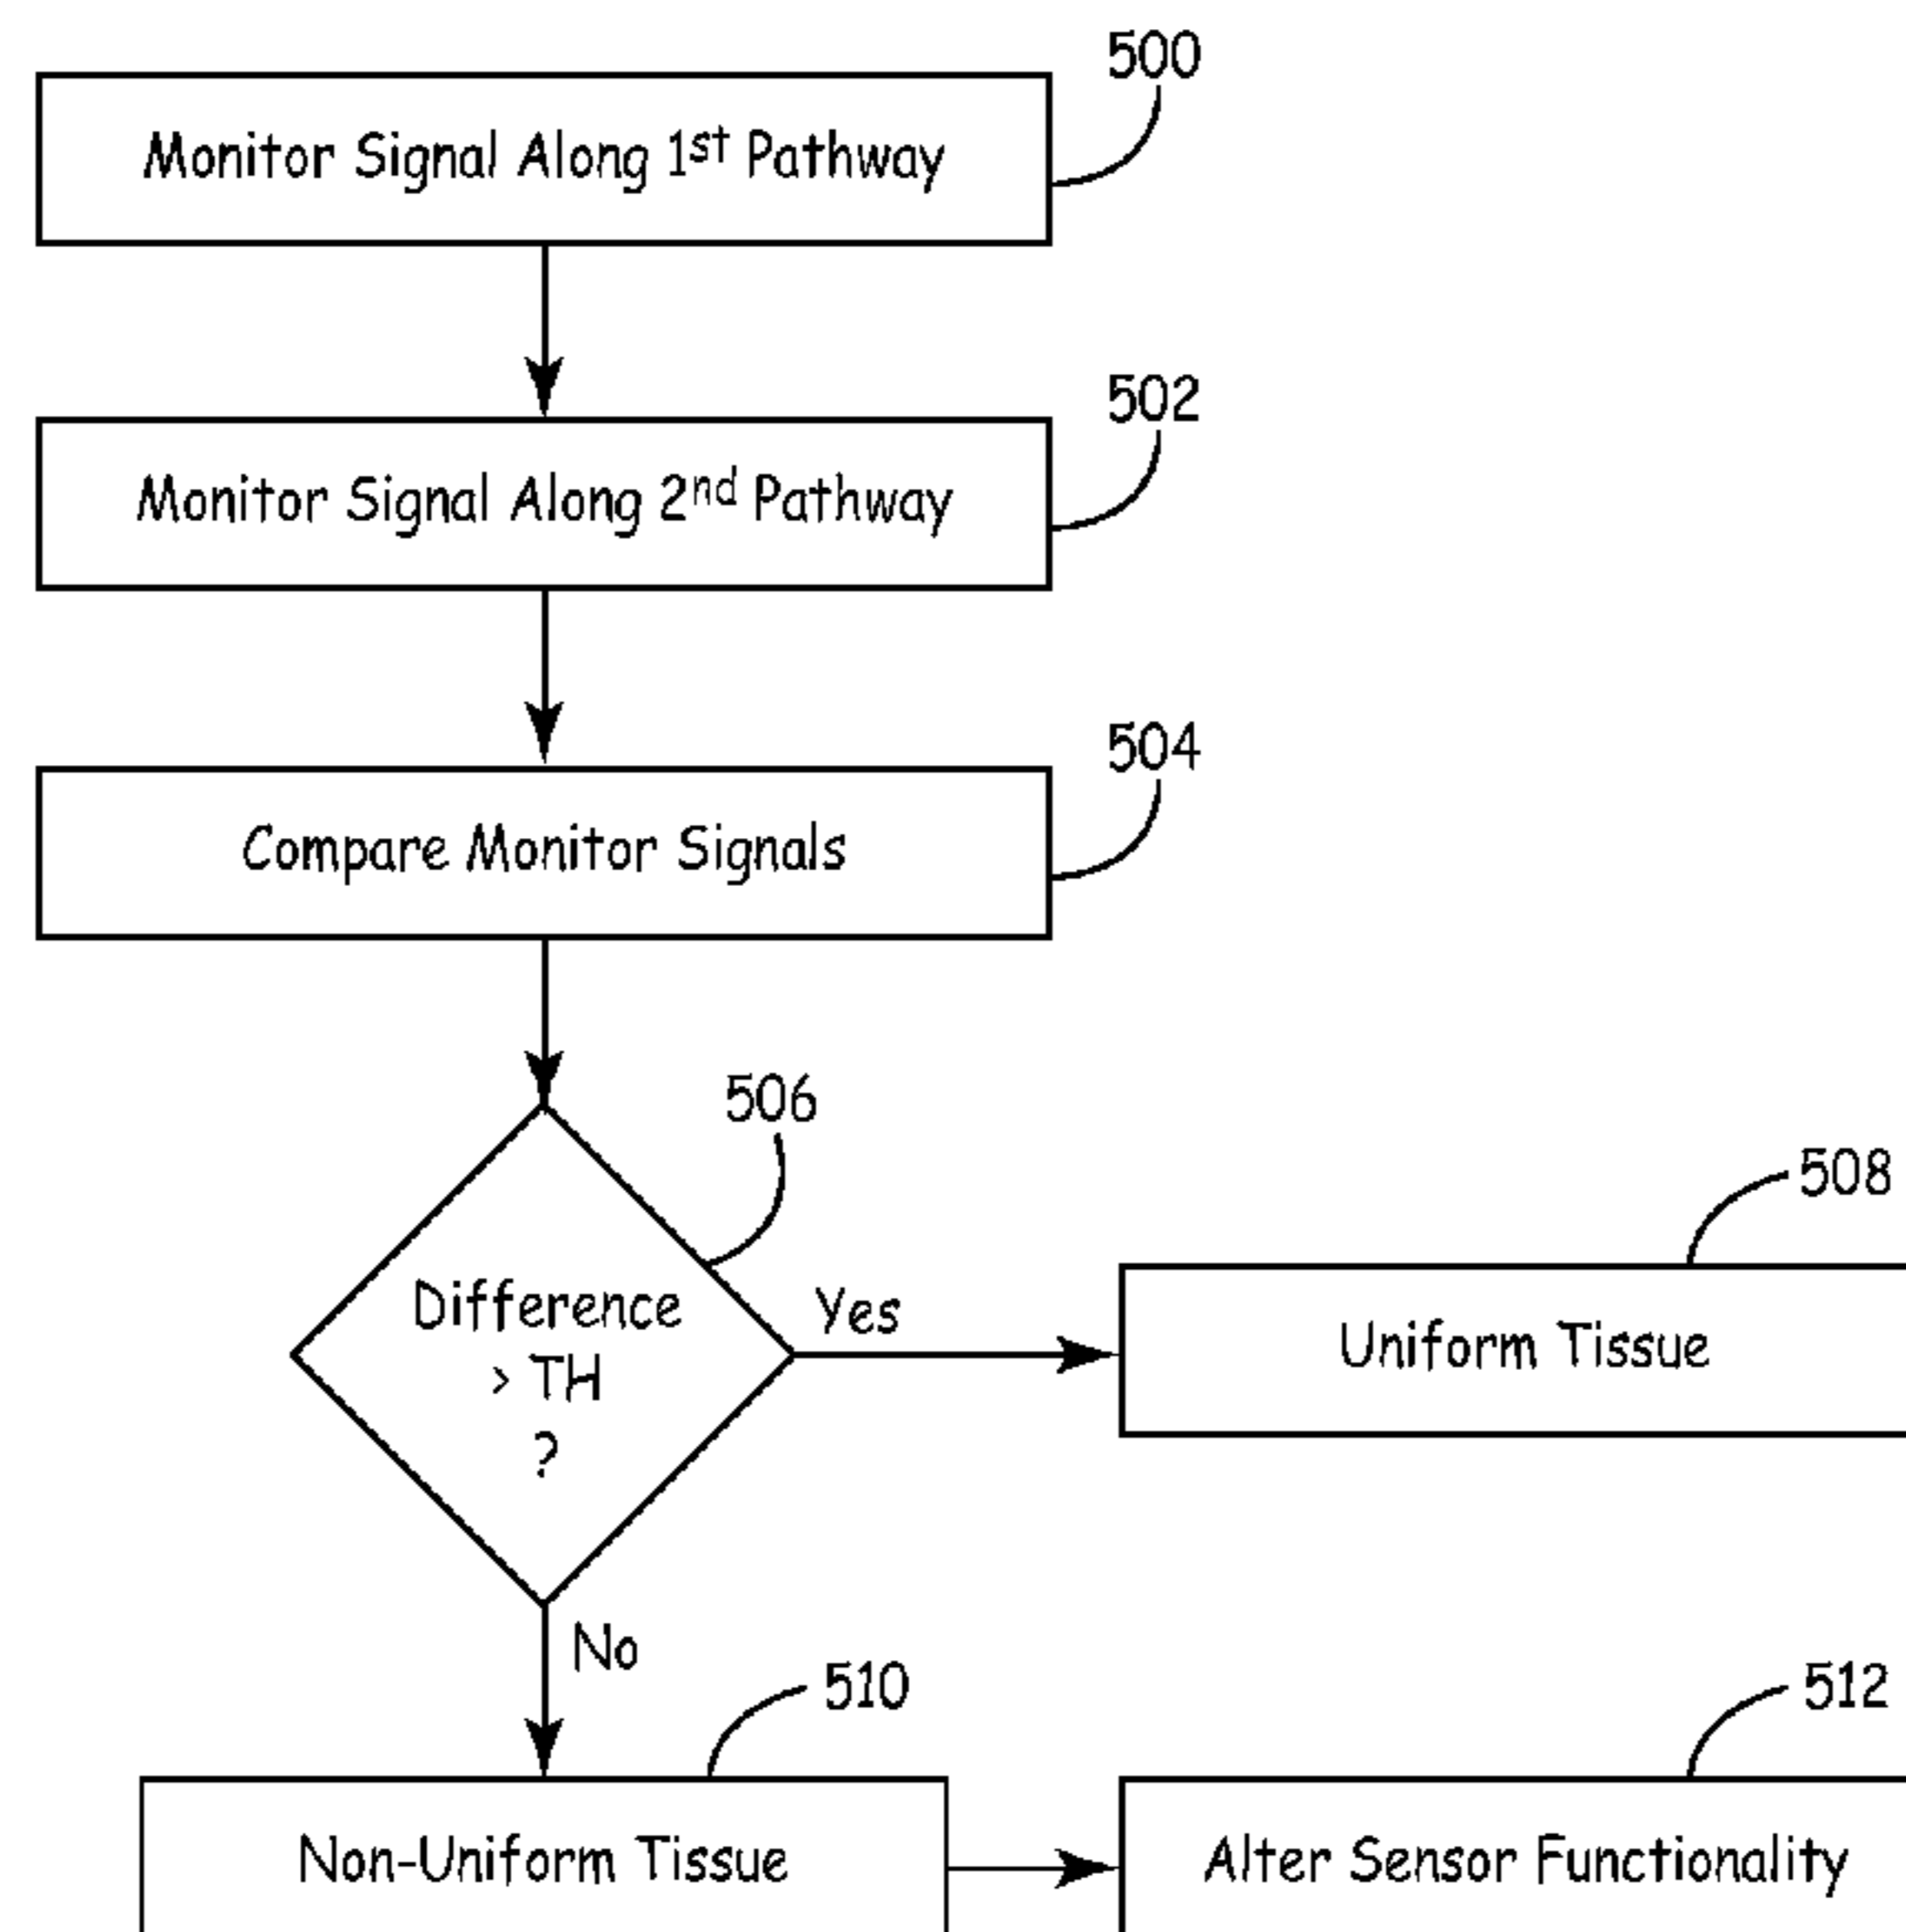 500
Monitor Signal Along 1st Pathway
502
Monitor Signal Along 2nd Pathway
504
Compare Monitor Signals
506
Difference
> TH
?
Yes
508
Uniform Tissue
No
510
Non-Uniform Tissue
512
Alter Sensor Functionality